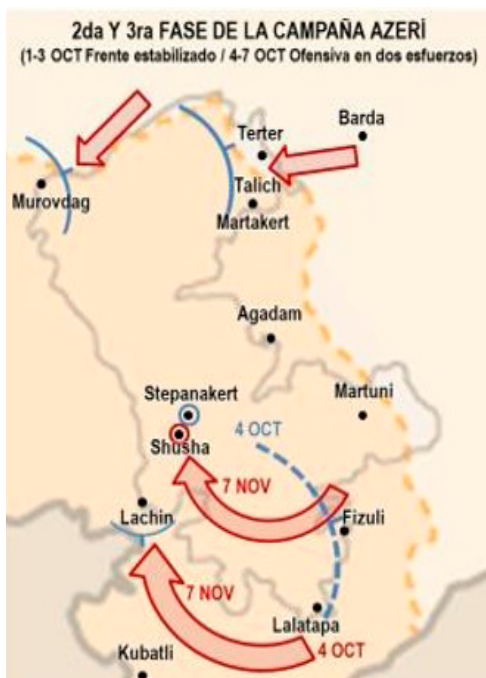 2da Y 3ra FASE DE LA CAMPAÑA AZERÍ
(1-3 OCT Frente estabilizado / 4-7 OCT Ofensiva en dos esfuerzos)
Barda
Terter
Talich
Murovdag
Martakert
Agadam
Stepanakert
Martuni
4 OCT
Shusha
7 NOV
Lachin
Fizuli
7 NOV
Lalatapa
4 OCT
Kubatli